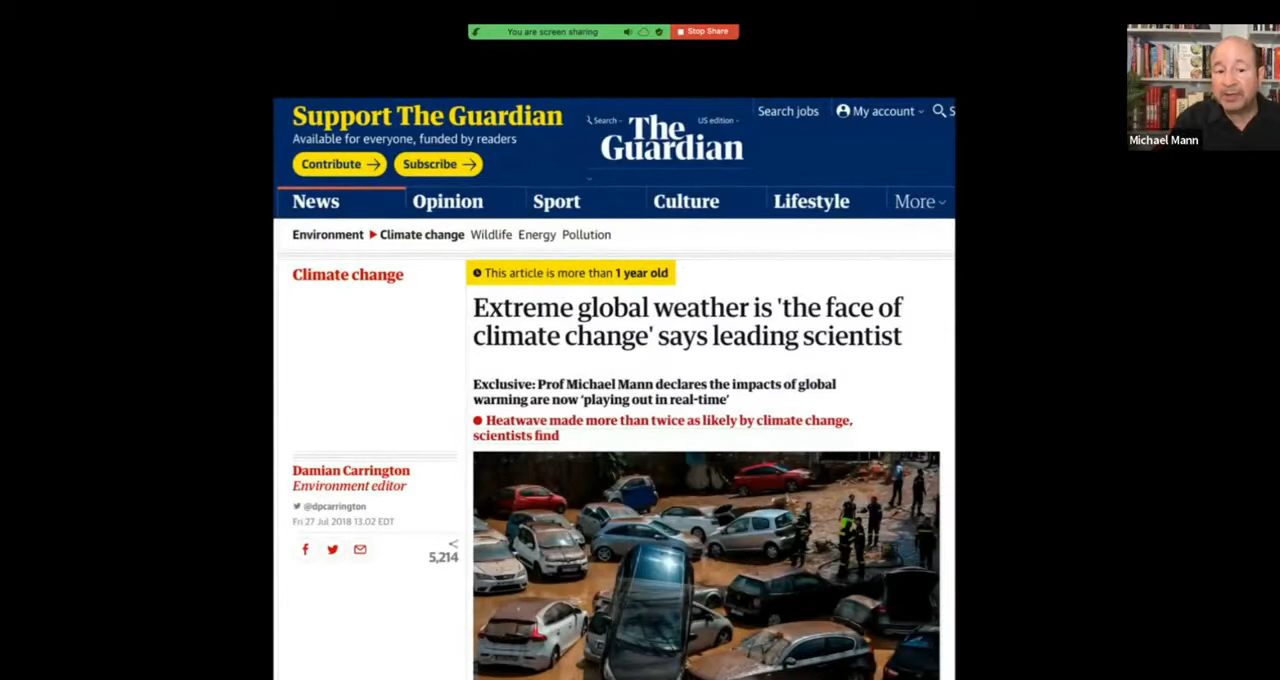 You are screen sharing
Stop Share
Michael Mann
Support The Guardian
Available for everyone, funded by readers
Contribute
Subscribe
Search
US edition
The
Guardian
Search jobs
My account
S
News
Opinion
Sport
Culture
Lifestyle
More
Environment
Climate change
Wildlife
Energy
Pollution
Climate change
This article is more than 1 year old
Extreme global weather is 'the face of
climate change' says leading scientist
Exclusive: Prof Michael Mann declares the impacts of global
warming are now ‘playing out in real-time’
Heatwave made more than twice as likely by climate change,
scientists find
Damian Carrington
Environment editor
@dpcarrington
Fri 27 Jul 2018 13.02 EDT
5,214